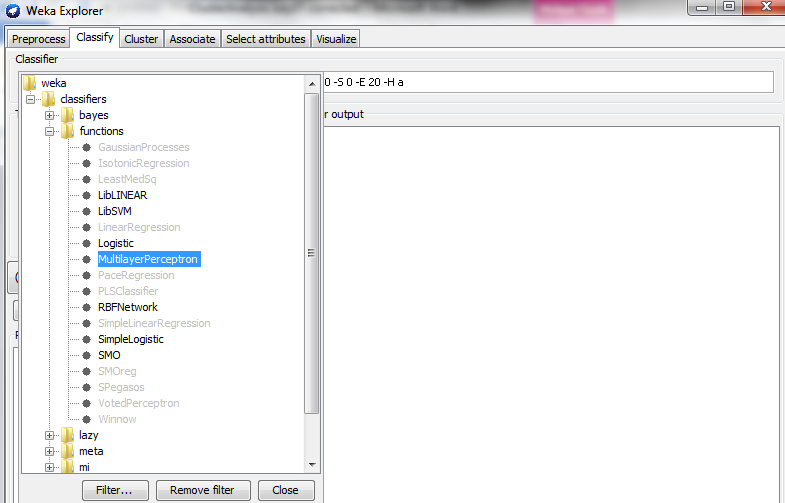 Weka Explorer
Preprocess Classify Cluster Associate Select attributes Visualize
Classifier
weka
0 -S 0 -E 20 -H a
classifiers
bayes
r output
functions
GaussianProcesses
IsotonicRegression
LeastMedSq
LibLINEAR
LibSVM
LinearRegression
Logistic
MultilayerPerceptron
PaceRegression
PLSClassifier
RBFNetwork
SimpleLinearRegression
SimpleLogistic
SMO
SMOreg
SPegasos
VotedPerceptron
Winnow
lazy
meta
mi
Filter... Remove filter Close